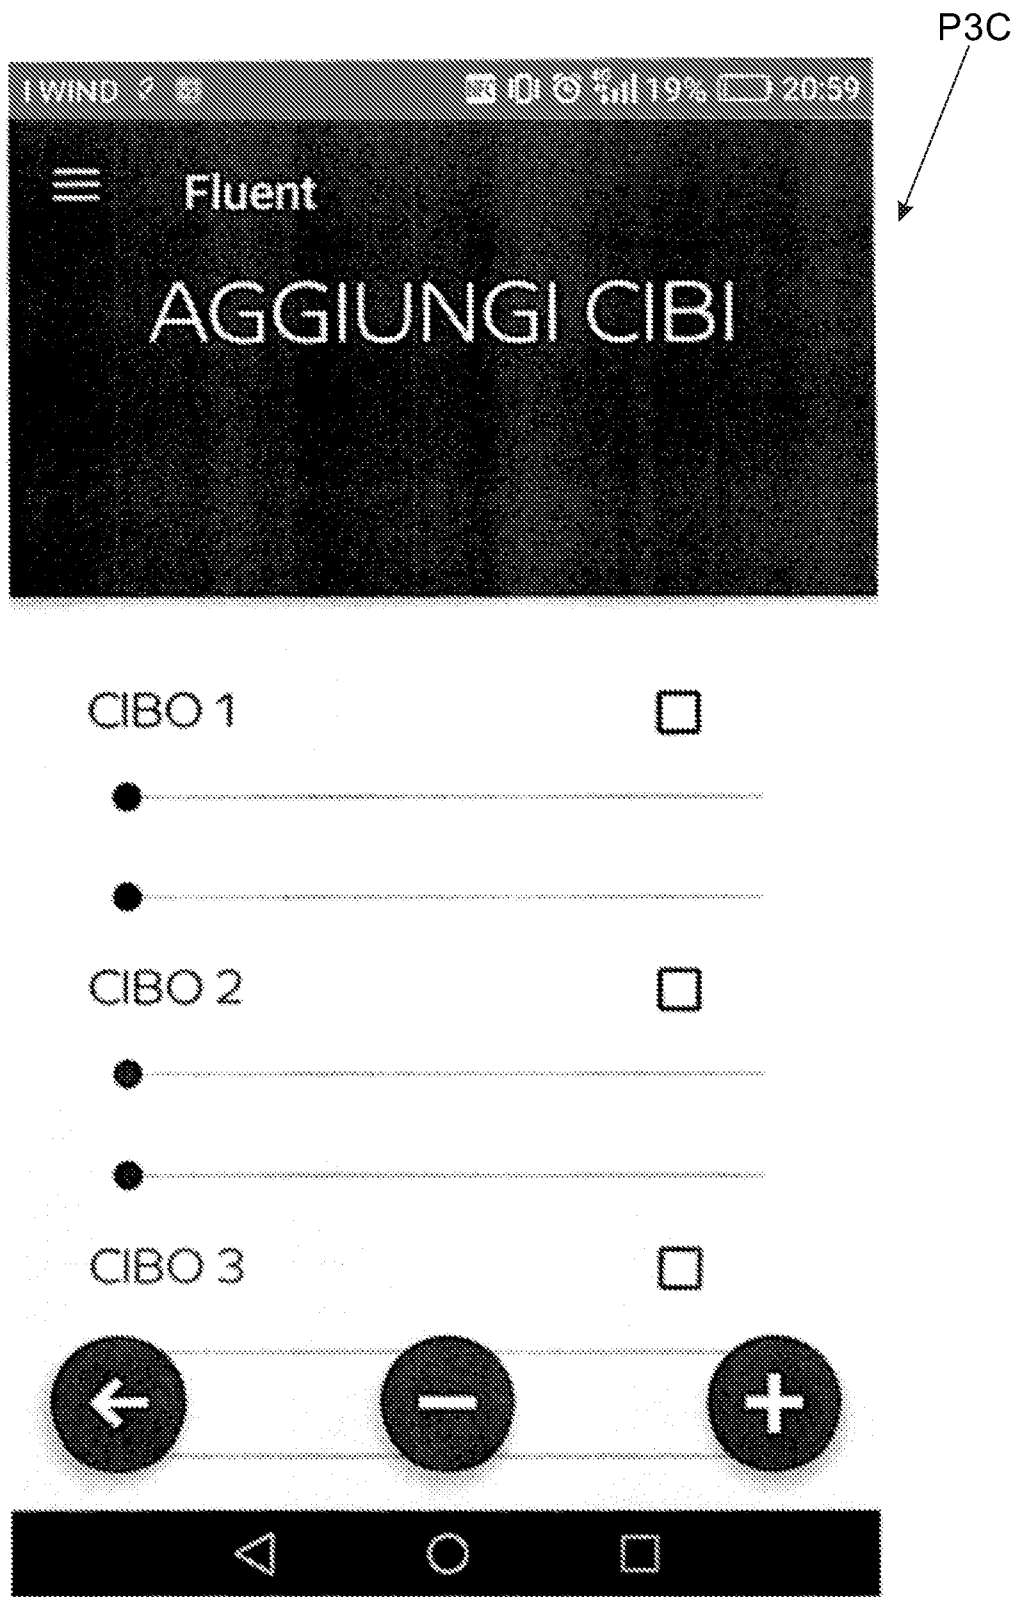 P3C
I WIND 19% 20:59
Fluent
AGGIUNGI CIBI
CIBO 1
CIBO 2
CIBO 3